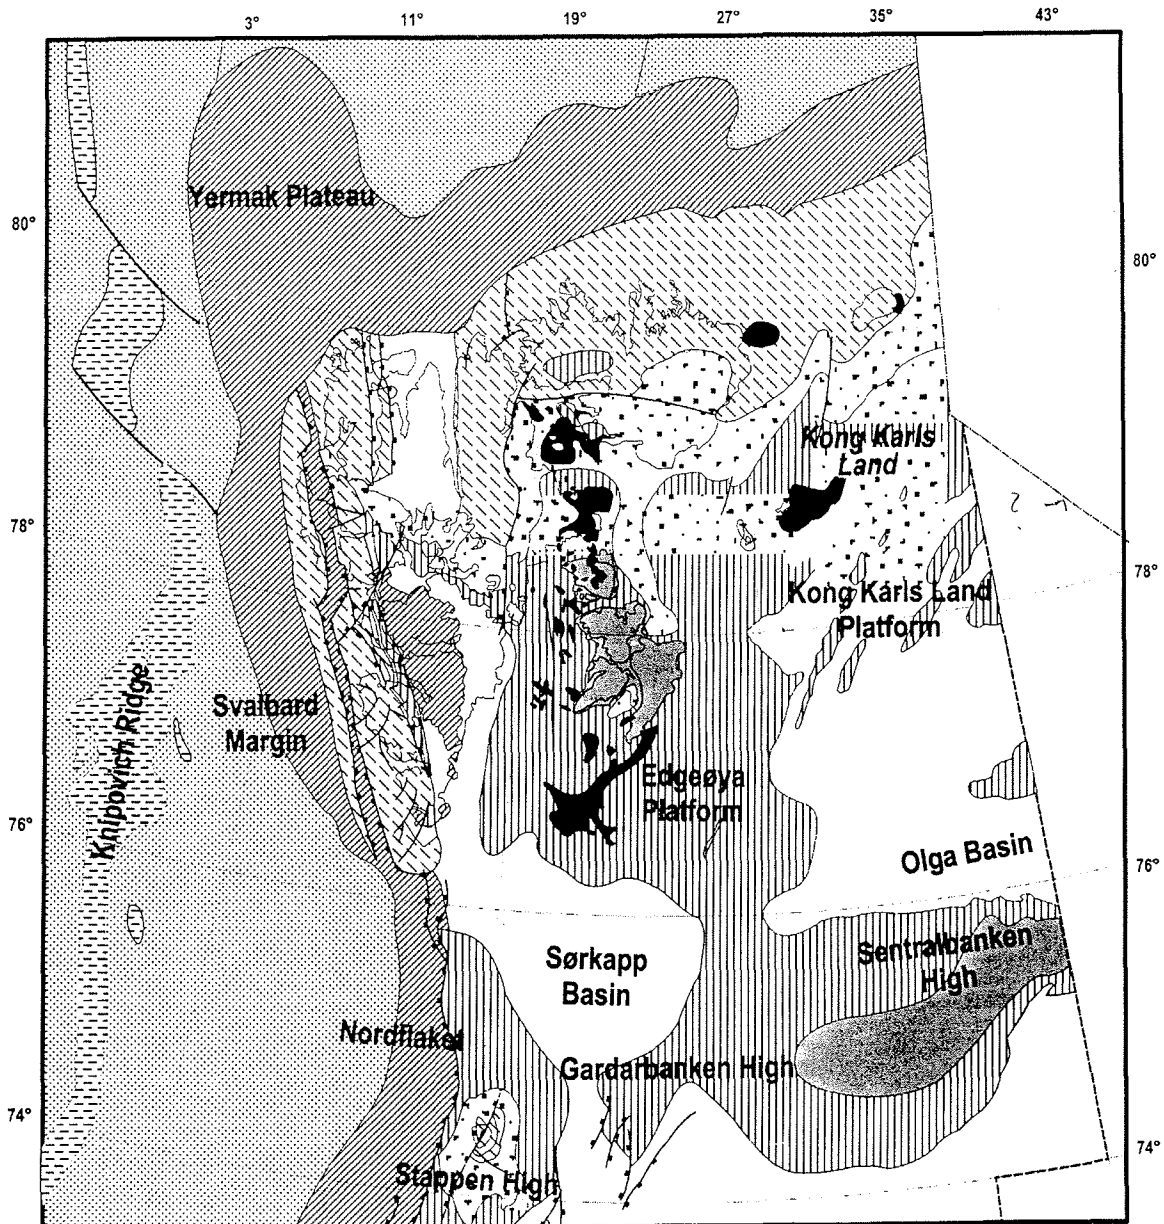 3° 11° 19° 27° 35° 43°
Yermak Plateau
80°
80°
Kong Karls
Land
78°
78°
Kong Karls Land
Platform
Knipovich Ridge
Svalbard
Margin
Edgeøya
Platform
76°
76°
Olga Basin
Sentralbanken
High
Sørkapp
Basin
Nordflaket
Gardarbanken High
74°
74°
Stappen High